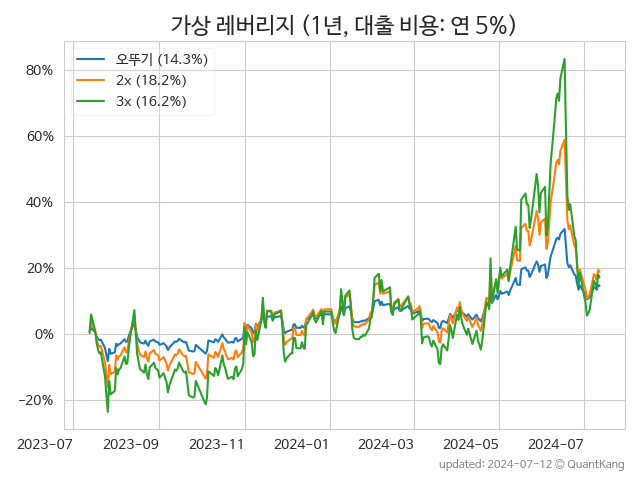 가상 레버리지 (1년, 대출 비용: 연 5%)
오뚜기 (14.3%)
2x (18.2%)
3x (16.2%)
80%
60%
40%
20%
0%
−20%
2023-07 2023-09 2023-11 2024-01 2024-03 2024-05 2024-07
updated: 2024-07-12 © QuantKang